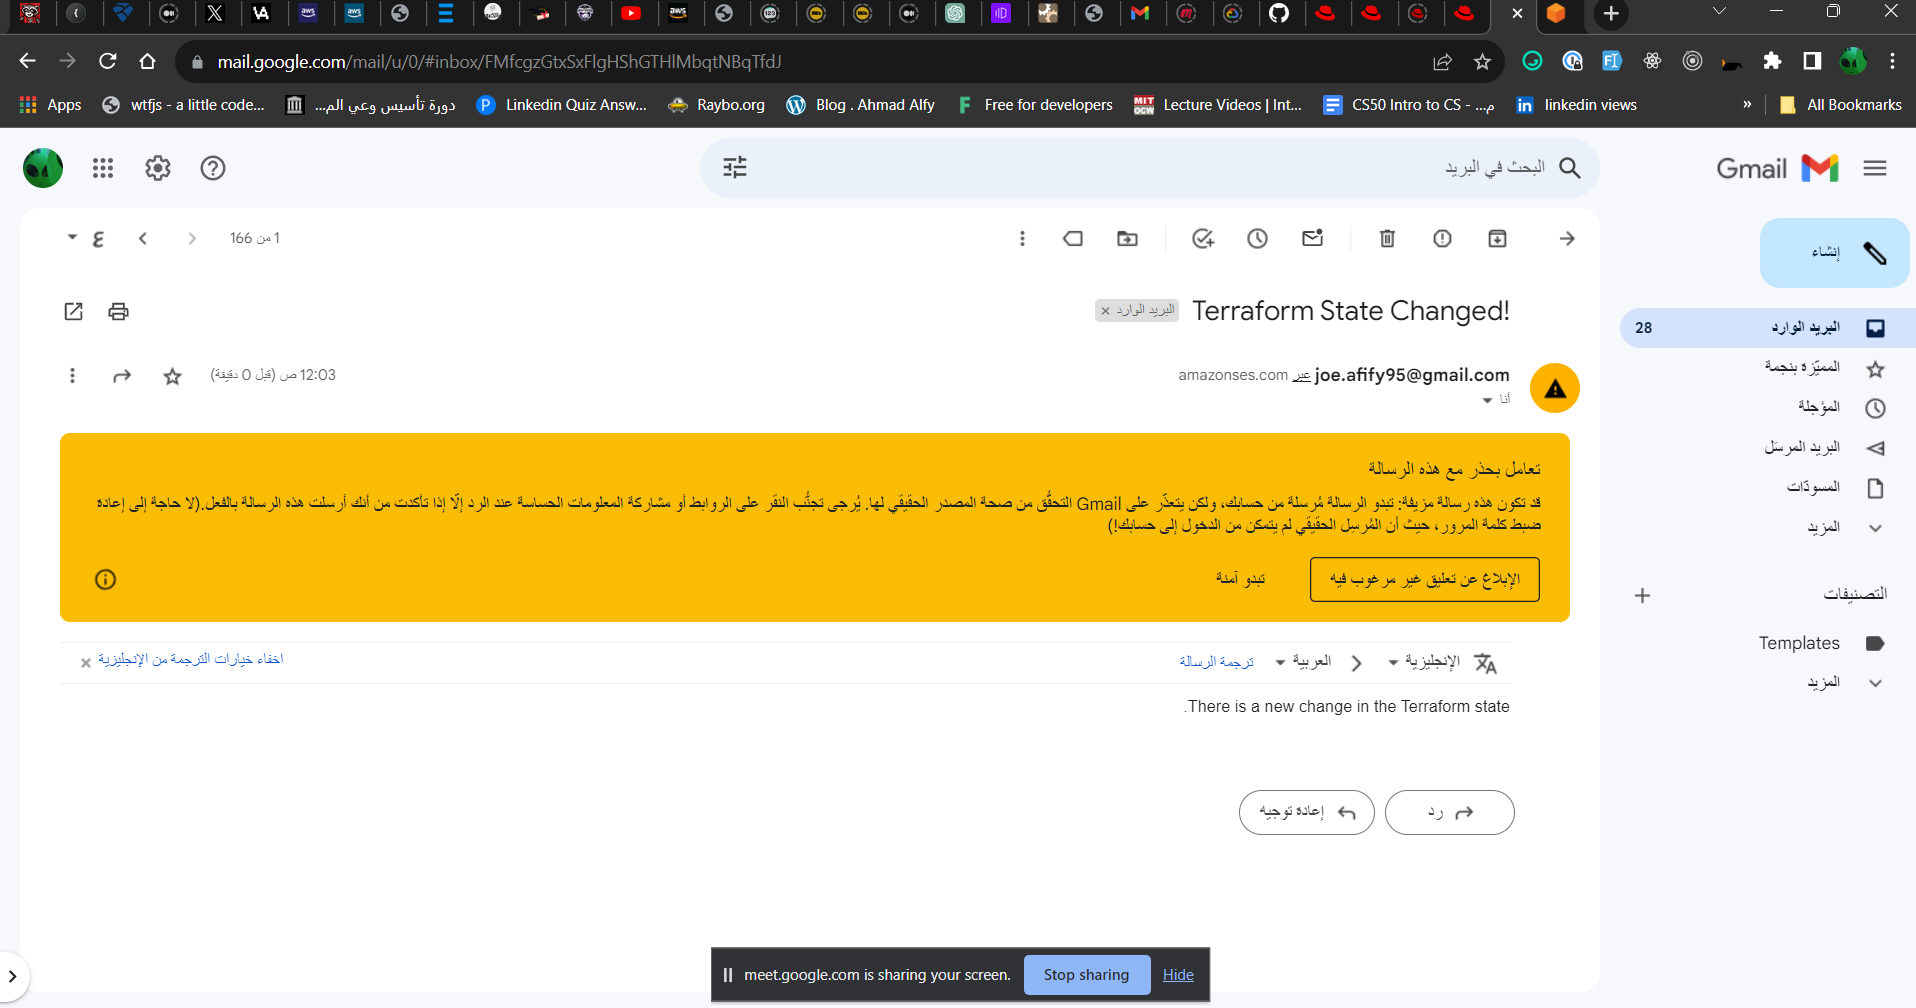 mail.google.com/mail/u/0/#inbox/FMfcgzGtxSxFlgHShGTHlMbqtNBqTfdJ
Apps
wtfjs - a little code...
دورة تأسيس وعي الم...
Linkedin Quiz Answ...
Raybo.org
Blog . Ahmad Alfy
Free for developers
Lecture Videos | Int...
CS50 Intro to CS - ...م
linkedin views
»
All Bookmarks
البحث في البريد
Gmail
1 من 166
ع
إنشاء
Terraform State Changed!
البريد الوارد ×
البريد الوارد
28
المميّزة بنجمة
المؤجلة
البريد المرسَل
المسودّات
المزيد
التصنيفات
Templates
المزيد
joe.afify95@gmail.com عبر amazonses.com
12:03 ص (قبل 0 دقيقة)
أنا
تعامل بحذر مع هذه الرسالة
قد تكون هذه رسالة مزيفة: تبدو الرسالة مُرسلة من حسابك، ولكن يتعذّر على Gmail التحقُّق من صحة المصدر الحقيقي لها. يُرجى تجنُّب النقر على الروابط أو مشاركة المعلومات الحساسة عند الرد إلّا إذا تأكدت من أنك أرسلت هذه الرسالة بالفعل.(لا حاجة إلى إعادة
ضبط كلمة المرور، حيث أن المُرسِل الحقيقي لم يتمكن من الدخول إلى حسابك!)
الإبلاغ عن تعليق غير مرغوب فيه
تبدو آمنة
الإنجليزية
العربية
ترجمة الرسالة
اخفاء خيارات الترجمة من الإنجليزية ×
There is a new change in the Terraform state.
رد
إعادة توجيه
meet.google.com is sharing your screen.
Stop sharing
Hide